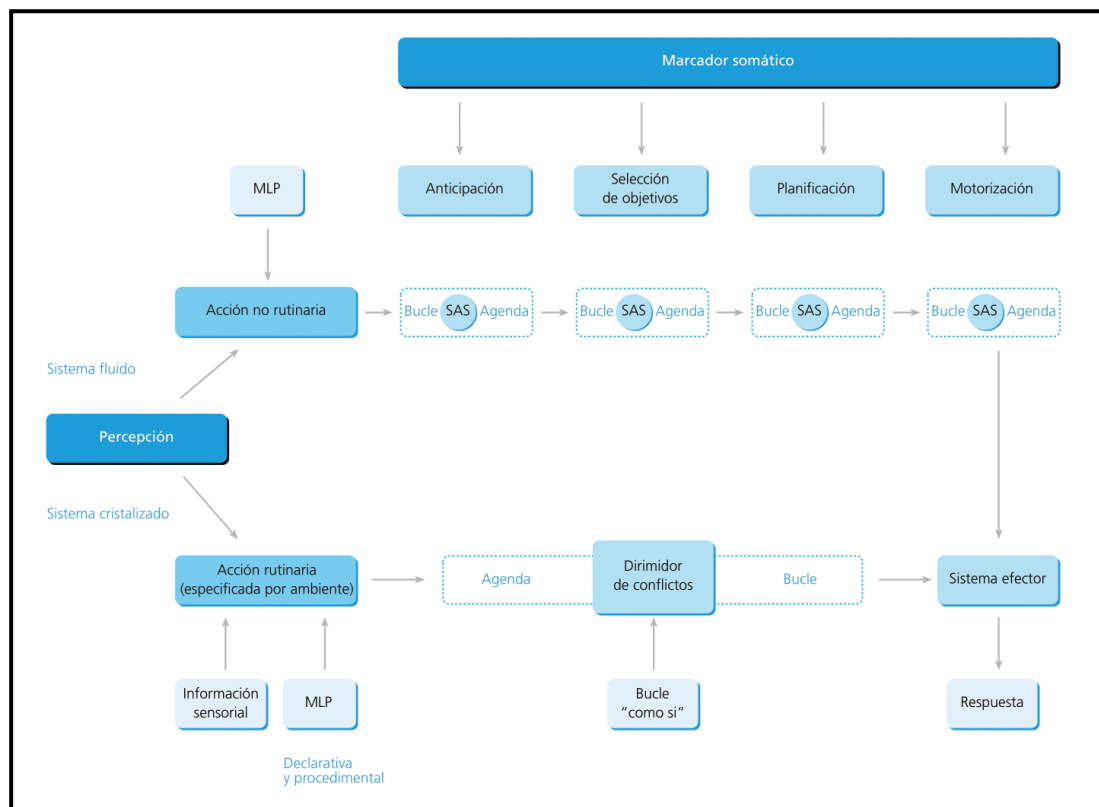 Marcador somático
MLP
Anticipación
Selección
de objetivos
Planificación
Motorización
Acción no rutinaria
Bucle SAS Agenda
Bucle SAS Agenda
Bucle SAS Agenda
Bucle SAS Agenda
Sistema fluido
Percepción
Sistema cristalizado
Acción rutinaria
(especificada por ambiente)
Agenda
Dirimidor
de conflictos
Bucle
Sistema efector
Información
sensorial
MLP
Bucle
“como si”
Respuesta
Declarativa
y procedimental